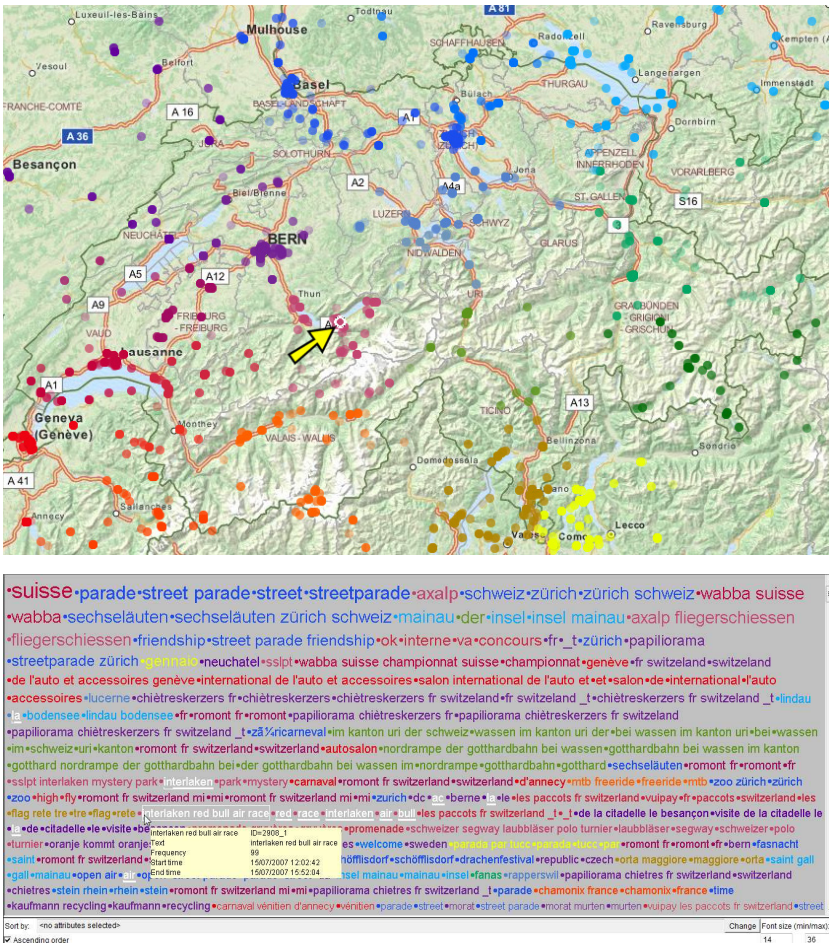 Luxeuil-les-Bains
Todtnau
A 81
Ravensburg
Mulhouse
SCHAFFHAUSEN
Radolfzell
Kempten (A
Vesoul
Belfort
Langenargen
Basel
THURGAU
Immenstadt
FRANCHE-COMTÉ
BASEL-LANDSCHAFT
Bülach
A 16
A1
Dornbirn
A 36
JURA
ZÜRICH
SOLOTHURN
APPENZELL
INNERRHODEN
Besançon
VORARLBERG
A2
A4a
Jona
Biel/Bienne
ST. GALLEN
S16
LUZERN
SCHWYZ
NEUCHÂTEL
BERN
GLARUS
NIDWALDEN
A5
A12
Thun
URI
A9
FRIBOURG
- FREIBURG
GRAUBÜNDEN
- GRIGIONI
- GRISCHUN
VAUD
Lausanne
A1
TICINO
A13
Geneva
(Genève)
Monthey
VALAIS - WALLIS
Bellinzona
Sondrio
Domodossola
A 41
Sallanches
Annecy
Lecco
Como
•suisse•parade•street parade•street•streetparade•axalp•schweiz•zürich•zürich schweiz•wabba suisse
•wabba•sechseläuten•sechseläuten zürich schweiz•mainau•der•insel•insel mainau•axalp fliegerschiessen
•fliegerschiessen•friendship•street parade friendship•ok•interne•va•concours•fr•_t•zürich•papiliorama
•streetparade zürich•gennaio•neuchatel•sslpt•wabba suisse championnat suisse•championnat•genève•fr switzeland•switzeland
•de l'auto et accessoires genève•international de l'auto et accessoires•salon international de l'auto et•et•salon•de•international•l'auto
•accessoires•lucerne•chiètreskerzers fr•chiètreskerzers•chiètreskerzers fr switzeland•fr switzeland _t•chiètreskerzers fr switzeland _t•lindau
•la•bodensee•lindau bodensee•fr•romont fr•romont•papiliorama chiètreskerzers fr•papiliorama chiètreskerzers fr switzeland
•papiliorama chiètreskerzers fr switzeland _t•zã¼ricarneval•im kanton uri der schweiz•wassen im kanton uri der•bei wassen im kanton uri•bei•wassen
•im•schweiz•uri•kanton•romont fr switzerland•switzerland•autosalon•nordrampe der gotthardbahn bei wassen•gotthardbahn bei wassen im kanton
•gotthard nordrampe der gotthardbahn bei•der gotthardbahn bei wassen im•nordrampe•gotthardbahn•gotthard•sechseläuten•romont fr•romont•fr
•sslpt interlaken mystery park•interlaken•park•mystery•carnaval•romont fr switzerland•switzerland•d'annecy•mtb freeride•freeride•mtb•zoo zürich•zürich
•zoo•high•fly•romont fr switzerland mi•mi•romont fr switzerland mi•mi•zurich•dc•ac•berne•la•le•les paccots fr switzerland•vuipay•fr•paccots•switzerland•les
•flag rete tre•tre•flag•rete•interlaken red bull air race•red•race•interlaken•air•bull•les paccots fr switzerland _t•_t•de la citadelle le besançon•visite de la citadelle le
•la•de•citadelle•le•visite•
•promenade•schweizer segway laubbläser polo turnier•laubbläser•segway•schweizer•polo
interlaken red bull air race ID=2908_1
Text interlaken red bull air race
Frequency 99
Start time 15/07/2007 12:02:42
End time 15/07/2007 15:52:04
•turnier•oranje kommt oranje
•welcome•sweden•parada par tucc•parada•tucc•par•romont fr•romont•fr•bern•fasnacht
•saint•romont fr switzerland•
schöfflisdorf•schöfflisdorf•drachenfestival•republic•czech•orta maggiore•maggiore•orta•saint gall
•gall•mainau•open air•air•
mainau•mainau•insel•fanas•rapperswil•papiliorama chietres fr switzerland•switzerland
•chietres•stein rhein•rhein•stein•romont fr switzerland mi•mi•papiliorama chietres fr switzerland _t•parade•chamonix france•chamonix•france•time
•kaufmann recycling•kaufmann•recycling•carnaval vénitien d'annecy•vénitien•parade•street•morat•street parade•morat murten•murten•vuipay les paccots fr switzerland•street
Sort by: <no attributes selected> Change Font size (min/max):
Ascending order 14 36